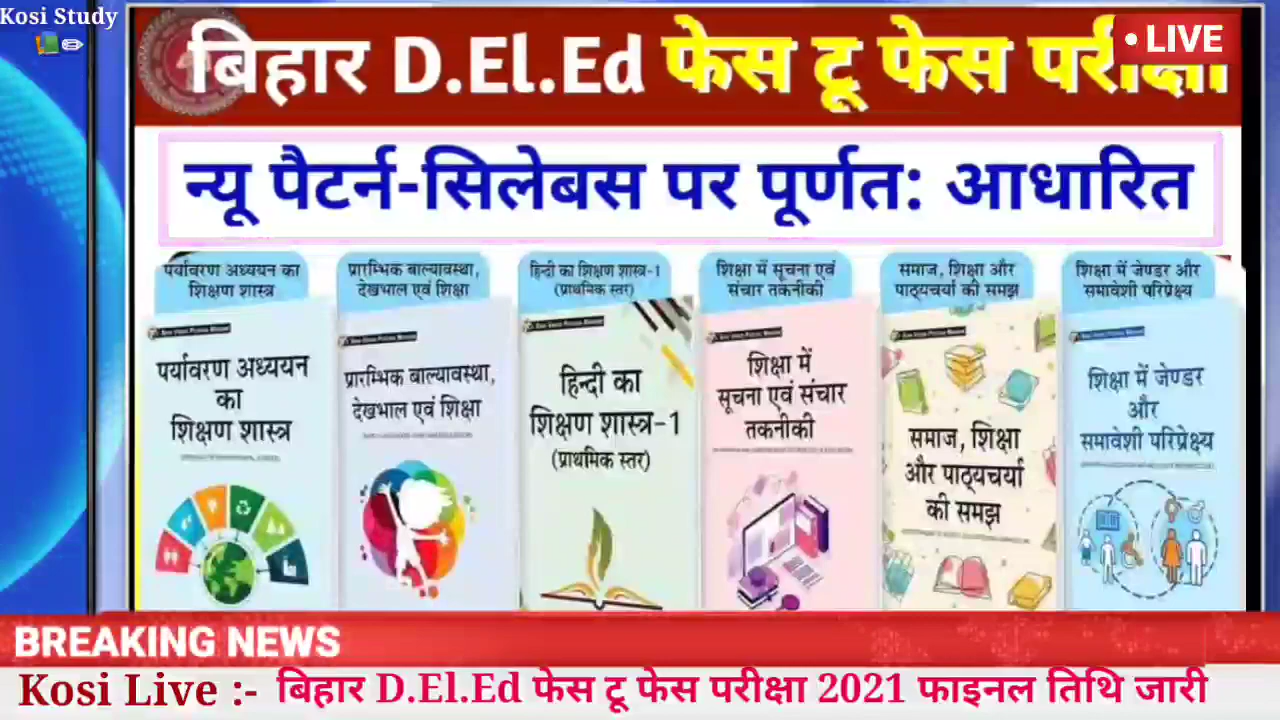 Kosi Study
• LIVE
बिहार D.El.Ed फेस टू फेस परीक्षा
न्यू पैटर्न-सिलेबस पर पूर्णत: आधारित
पर्यावरण अध्ययन का
शिक्षण शास्त्र
प्रारम्भिक बाल्यावस्था,
देखभाल एवं शिक्षा
हिन्दी का शिक्षण शास्त्र-1
(प्राथमिक स्तर)
शिक्षा में सूचना एवं
संचार तकनीकी
समाज, शिक्षा और
पाठ्यचर्या की समझ
शिक्षा में जेण्डर और
समावेशी परिप्रेक्ष्य
पर्यावरण अध्ययन
का
शिक्षण शास्त्र
प्रारम्भिक बाल्यावस्था,
देखभाल एवं शिक्षा
हिन्दी का
शिक्षण शास्त्र-1
(प्राथमिक स्तर)
शिक्षा में
सूचना एवं संचार
तकनीकी
समाज, शिक्षा
और पाठ्यचर्या
की समझ
शिक्षा में जेण्डर
और
समावेशी परिप्रेक्ष्य
BREAKING NEWS
Kosi Live :- बिहार D.El.Ed फेस टू फेस परीक्षा 2021 फाइनल तिथि जारी